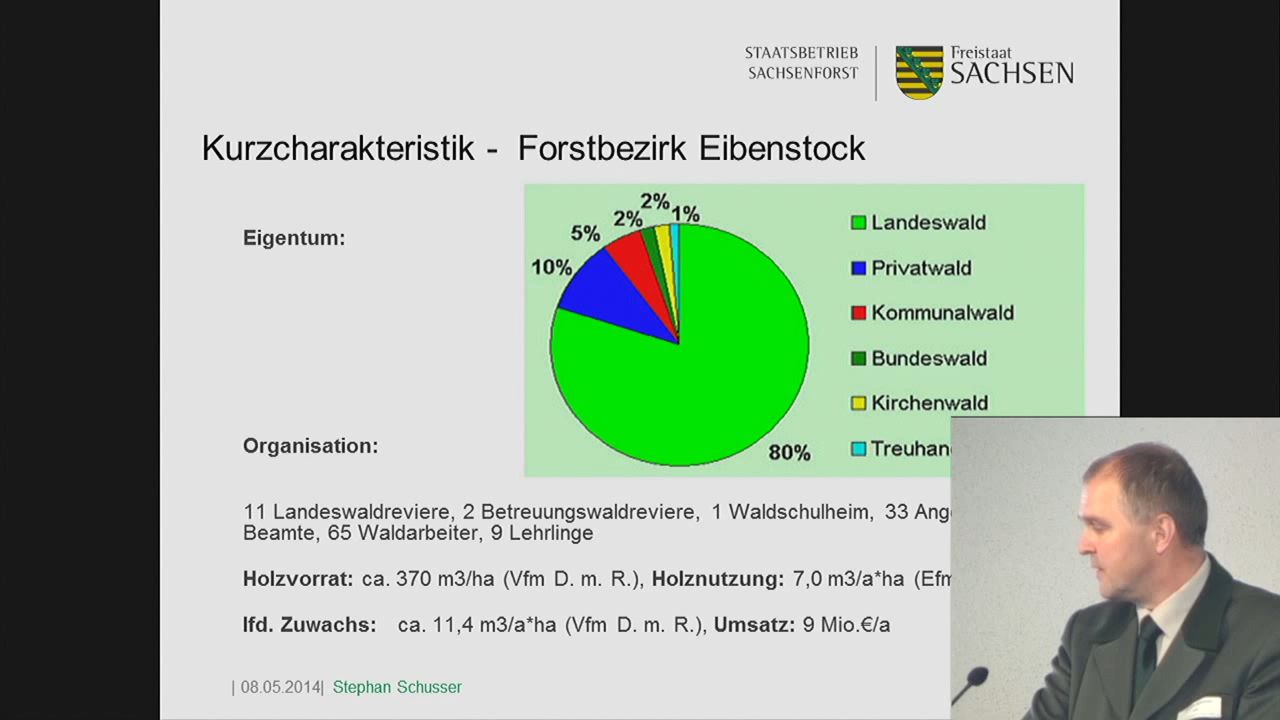 STAATSBETRIEB
SACHSENFORST
Freistaat
SACHSEN
Kurzcharakteristik - Forstbezirk Eibenstock
Eigentum:
2%
2%
1%
5%
10%
80%
Landeswald
Privatwald
Kommunalwald
Bundeswald
Kirchenwald
Organisation:
11 Landeswaldreviere, 2 Betreuungswaldreviere, 1 Waldschulheim, 33
Beamte, 65 Waldarbeiter, 9 Lehrlinge
Holzvorrat: ca. 370 m3/ha (Vfm D. m. R.), Holznutzung: 7,0 m3/a*ha
lfd. Zuwachs: ca. 11,4 m3/a*ha (Vfm D. m. R.), Umsatz: 9 Mio.€/a
| 08.05.2014| Stephan Schusser